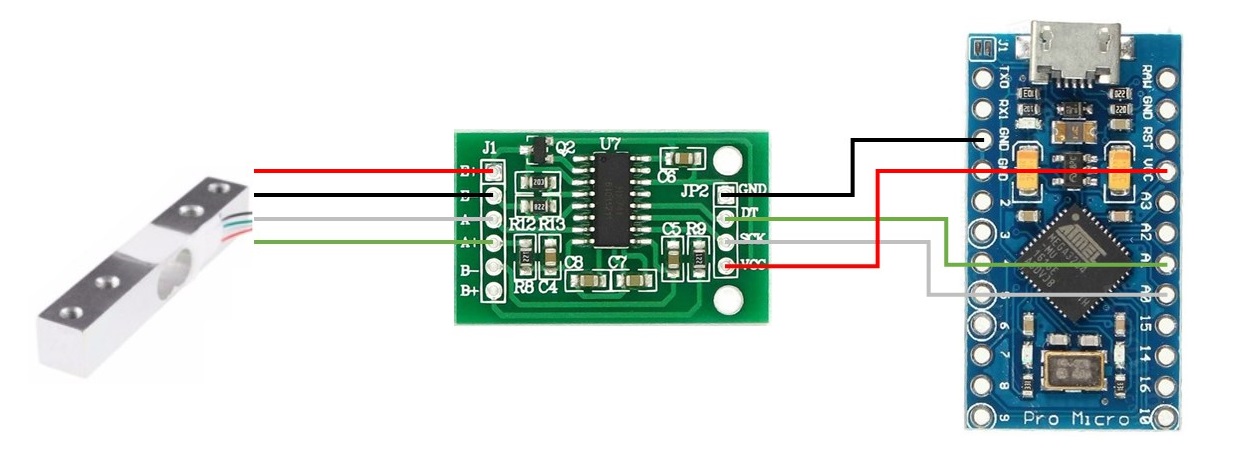 J1
Q2
U7
C6
JP2
GND
DT
SCK
VCC
R12 R13
C5 R9
R8 C4
C8
C7
B-
B+
J1
TXO
RX1
GND
GND
2
3
4
5
6
7
8
9
RAW
GND
RST
A3
A2
A0
15
14
16
10
ATMEL
Pro Micro